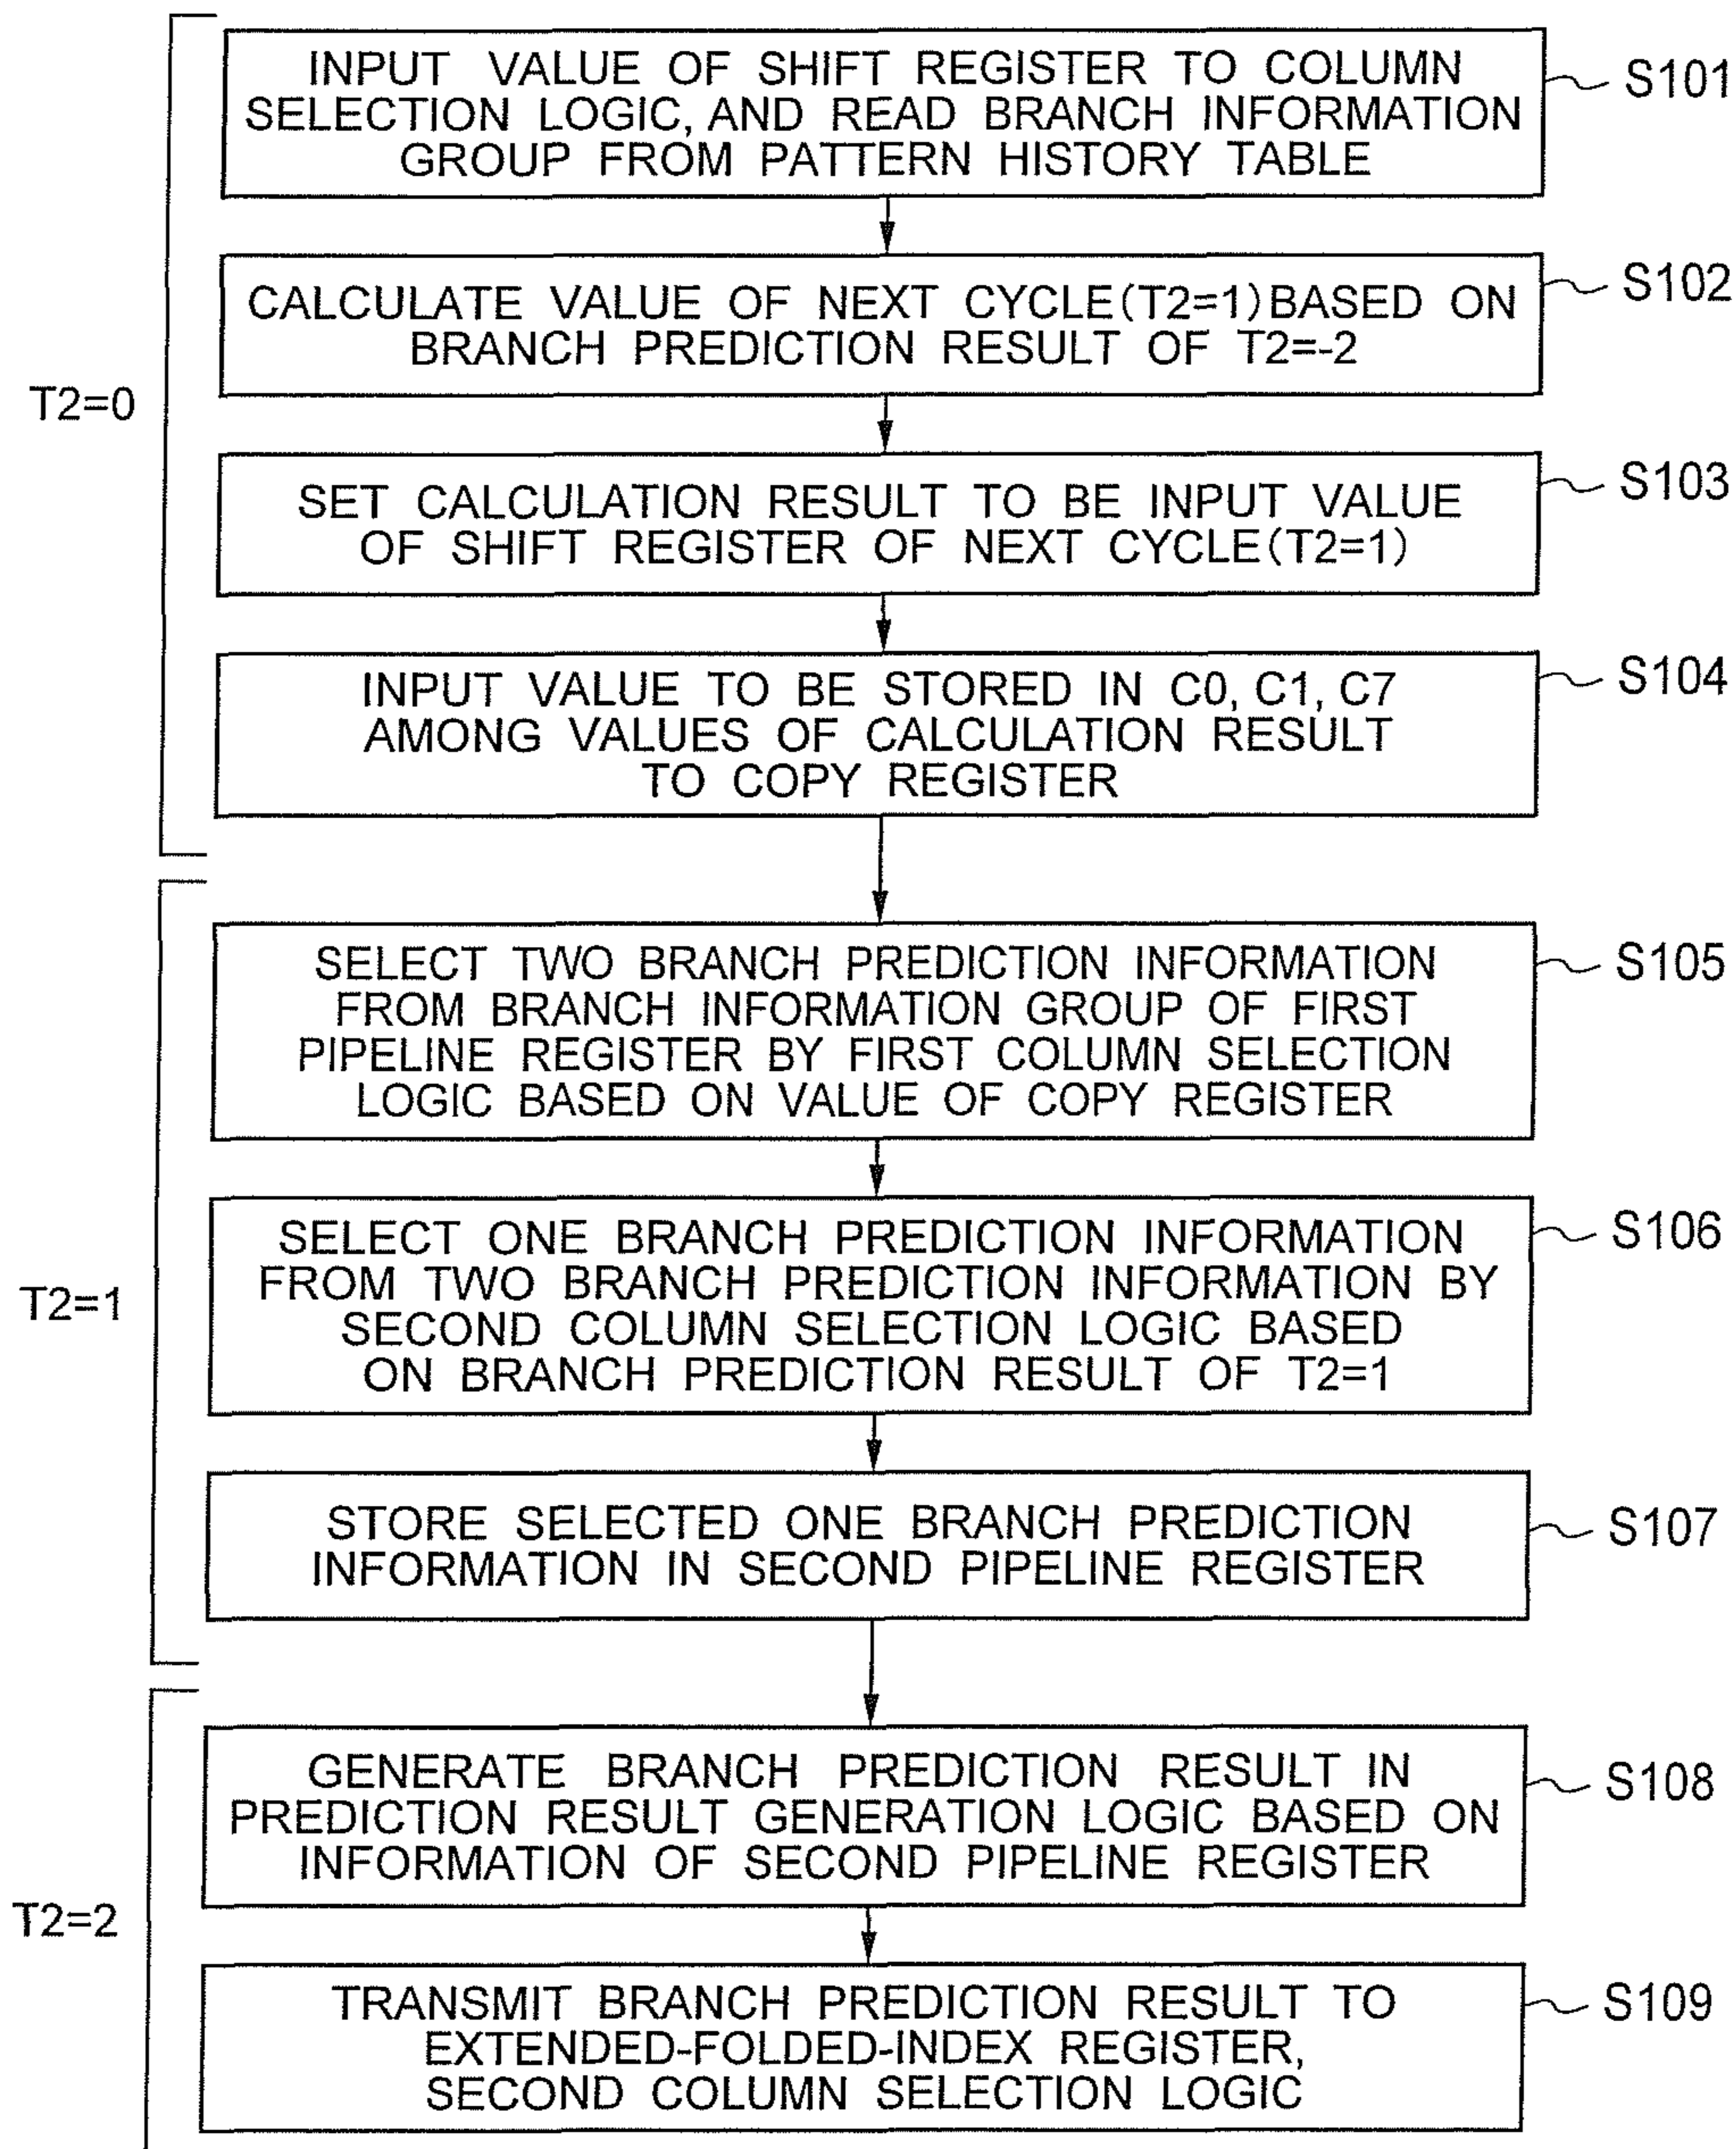 INPUT VALUE OF SHIFT REGISTER TO COLUMN
SELECTION LOGIC, AND READ BRANCH INFORMATION
GROUP FROM PATTERN HISTORY TABLE
S101
CALCULATE VALUE OF NEXT CYCLE(T2=1)BASED ON
BRANCH PREDICTION RESULT OF T2=-2
S102
T2=0
SET CALCULATION RESULT TO BE INPUT VALUE
OF SHIFT REGISTER OF NEXT CYCLE(T2=1)
S103
INPUT VALUE TO BE STORED IN C0, C1, C7
AMONG VALUES OF CALCULATION RESULT
TO COPY REGISTER
S104
SELECT TWO BRANCH PREDICTION INFORMATION
FROM BRANCH INFORMATION GROUP OF FIRST
PIPELINE REGISTER BY FIRST COLUMN SELECTION
LOGIC BASED ON VALUE OF COPY REGISTER
S105
SELECT ONE BRANCH PREDICTION INFORMATION
FROM TWO BRANCH PREDICTION INFORMATION BY
SECOND COLUMN SELECTION LOGIC BASED
ON BRANCH PREDICTION RESULT OF T2=1
S106
T2=1
STORE SELECTED ONE BRANCH PREDICTION
INFORMATION IN SECOND PIPELINE REGISTER
S107
GENERATE BRANCH PREDICTION RESULT IN
PREDICTION RESULT GENERATION LOGIC BASED ON
INFORMATION OF SECOND PIPELINE REGISTER
S108
T2=2
TRANSMIT BRANCH PREDICTION RESULT TO
EXTENDED-FOLDED-INDEX REGISTER,
SECOND COLUMN SELECTION LOGIC
S109